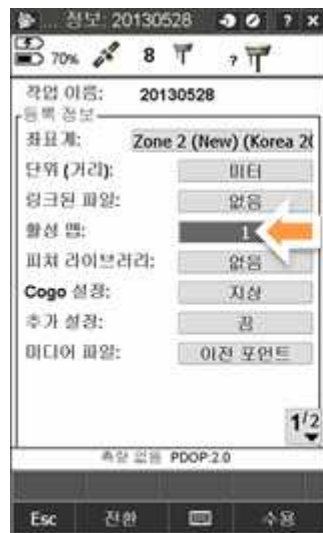 ... 정보: 20130528 ? x
70% 8 ?
작업 이름: 20130528
등록 정보
좌표계: Zone 2 (New) (Korea 20
단위 (거리): 미터
링크된 파일: 없음
활성 맵: 1
피쳐 라이브러리: 없음
Cogo 설정: 지상
추가 설정: 끔
미디어 파일: 이전 포인트
1/2
측량 없음 PDOP:2.0
Esc 전환 수용